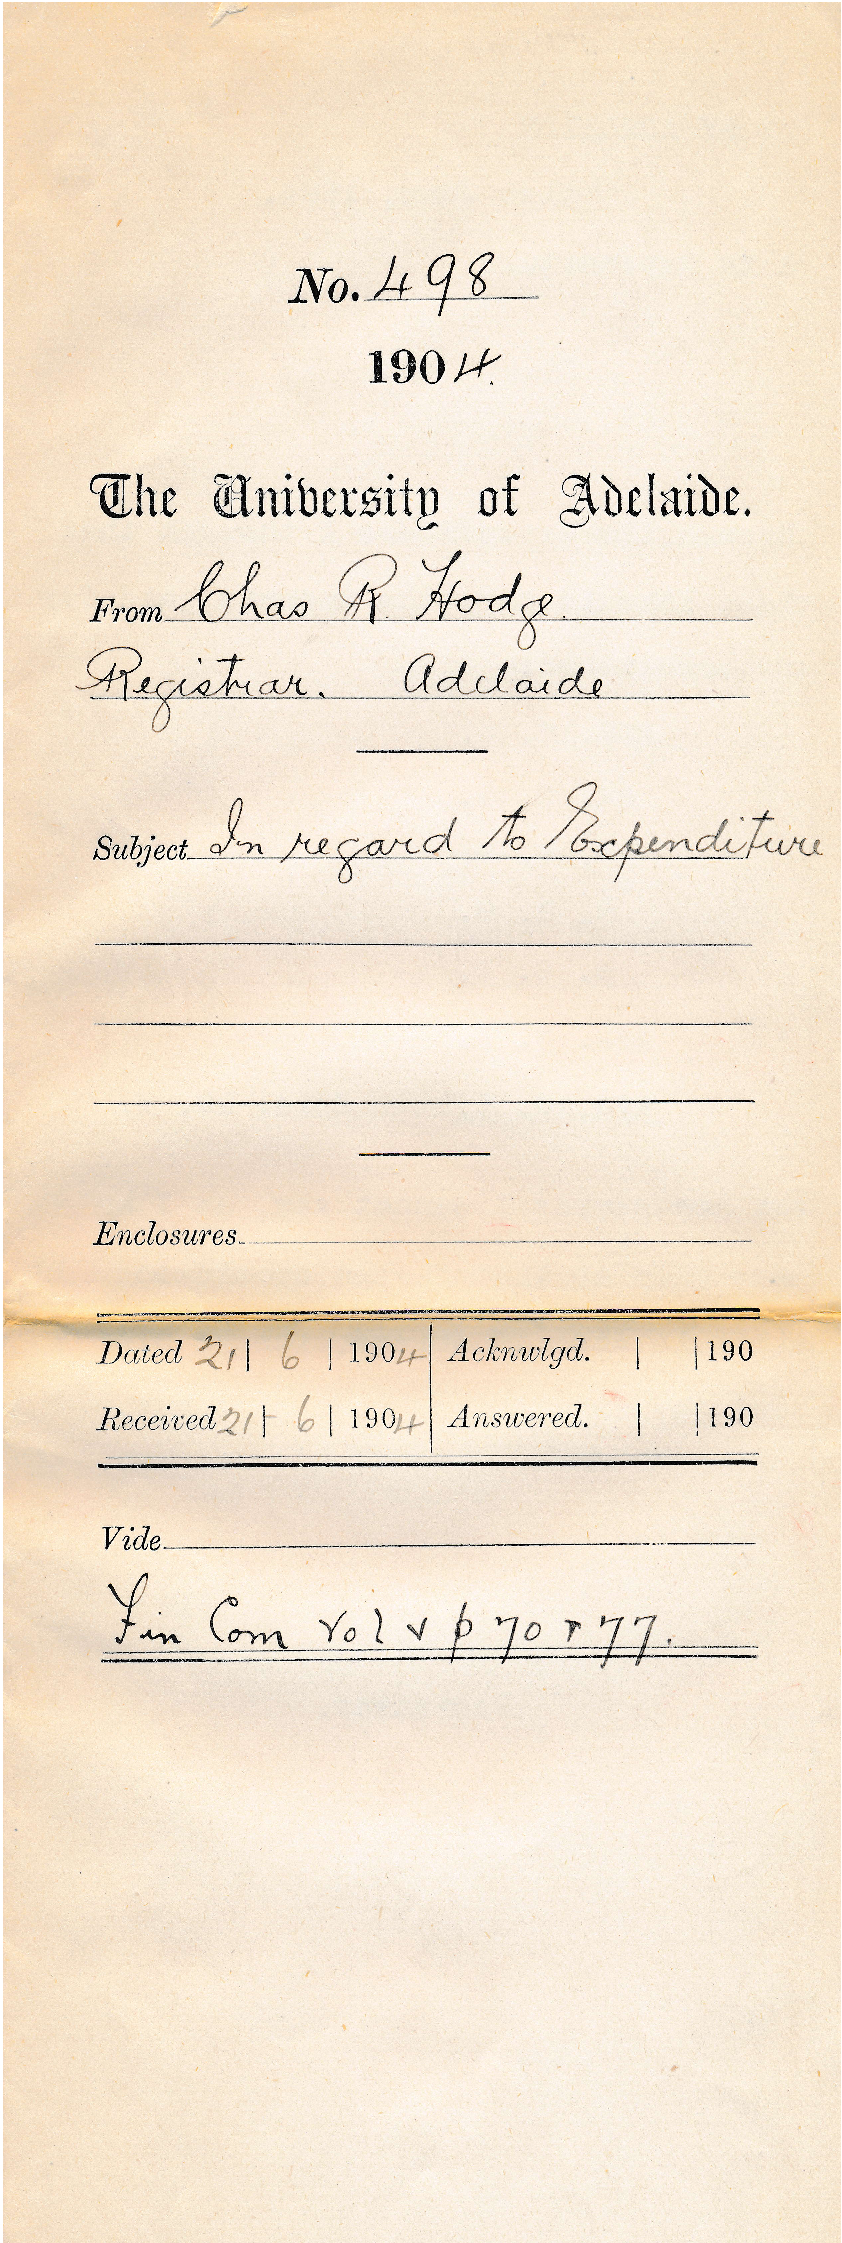 No. 498
1904.
The University of Adelaide.
From Chas R. Hodge.
Registrar. Adelaide
Subject In regard to Expenditure
Enclosures
Dated 21 | 6 | 1904 Acknwlgd. | | 190
Received 21 | 6 | 1904 Answered. | | 190
Vide
Fin Com Vol V p 70 + 77.